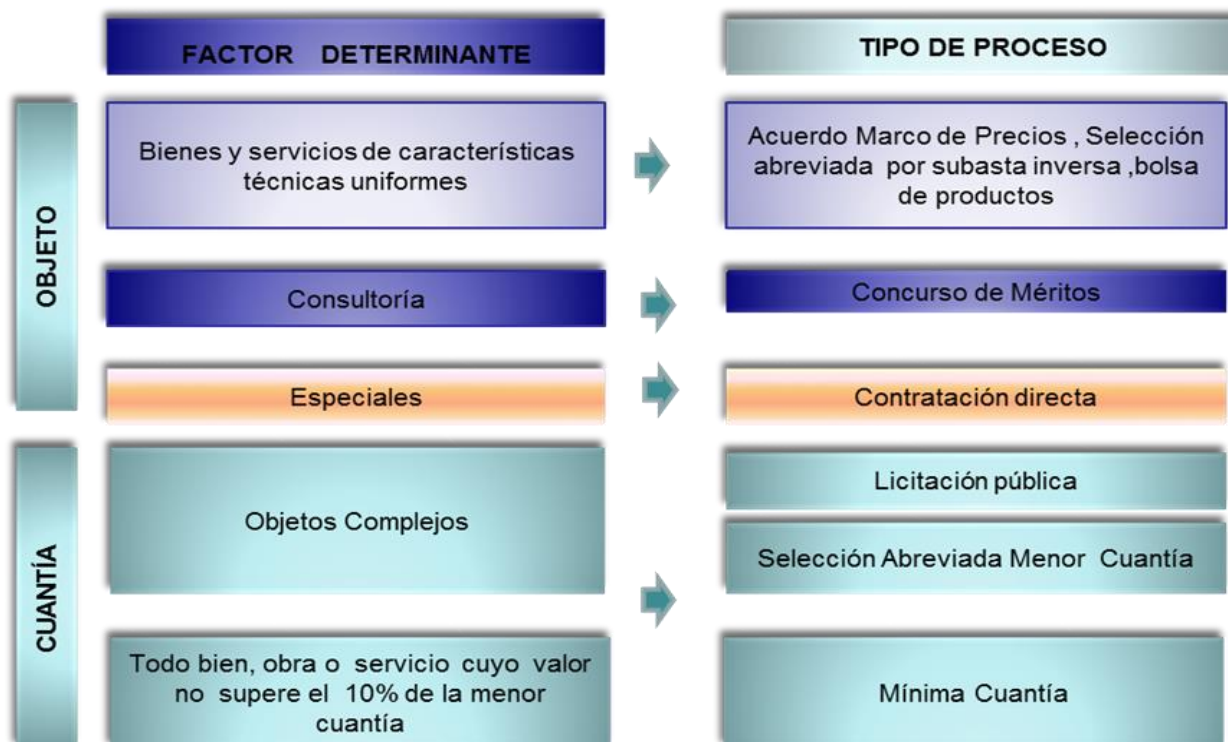 FACTOR DETERMINANTE
TIPO DE PROCESO
OBJETO
Bienes y servicios de características
técnicas uniformes
Acuerdo Marco de Precios , Selección
abreviada por subasta inversa ,bolsa
de productos
Consultoría
Concurso de Méritos
Especiales
Contratación directa
CUANTÍA
Objetos Complejos
Licitación pública
Selección Abreviada Menor Cuantía
Todo bien, obra o servicio cuyo valor
no supere el 10% de la menor
cuantía
Mínima Cuantía